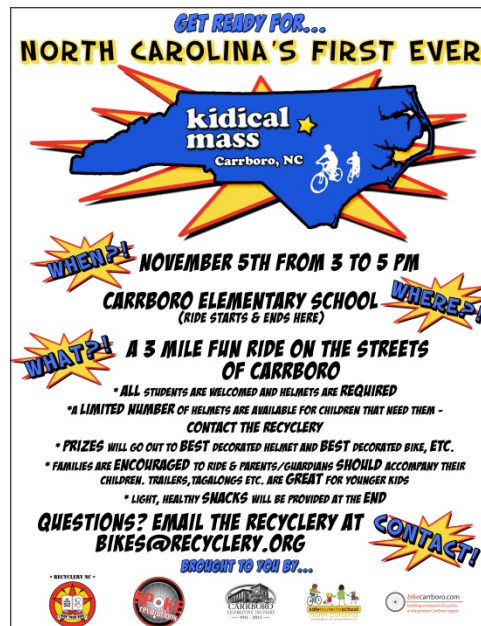 GET READY FOR...
NORTH CAROLINA'S FIRST EVER
kidical
mass
Carrboro, NC
WHEN?!
NOVEMBER 5TH FROM 3 TO 5 PM
CARRBORO ELEMENTARY SCHOOL
WHERE?!
(RIDE STARTS & ENDS HERE)
WHAT?!
A 3 MILE FUN RIDE ON THE STREETS
OF CARRBORO
* ALL STUDENTS ARE WELCOMED AND HELMETS ARE REQUIRED
*A LIMITED NUMBER OF HELMETS ARE AVAILABLE FOR CHILDREN THAT NEED THEM -
CONTACT THE RECYCLERY
* PRIZES WILL GO OUT TO BEST DECORATED HELMET AND BEST DECORATED BIKE, ETC.
* FAMILIES ARE ENCOURAGED TO RIDE & PARENTS/GUARDIANS SHOULD ACCOMPANY THEIR
CHILDREN. TRAILERS,TAGALONGS ETC. ARE GREAT FOR YOUNGER KIDS
* LIGHT, HEALTHY SNACKS WILL BE PROVIDED AT THE END
QUESTIONS? EMAIL THE RECYCLERY AT
BIKES@RECYCLERY.ORG
CONTACT!
BROUGHT TO YOU BY...
• RECYCLERY NC •
SPOKE
revolutions
CARRBORO
1911 - 2011
saferoutestoschool
bikecarrboro.com